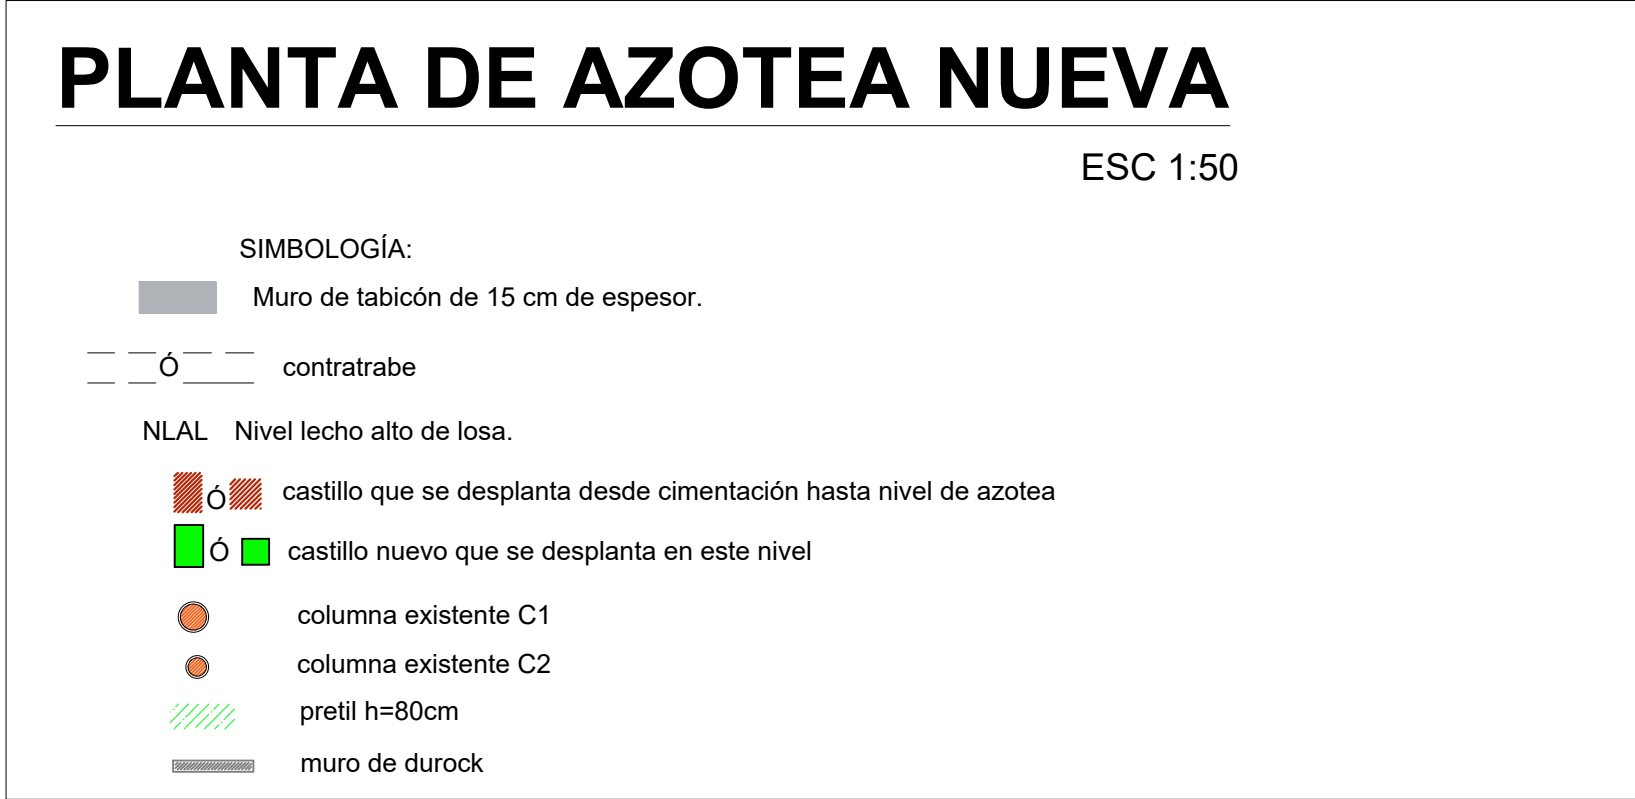 PLANTA DE AZOTEA NUEVA
ESC 1:50
SIMBOLOGÍA:
Muro de tabicón de 15 cm de espesor.
Ó contratrabe
NLAL Nivel lecho alto de losa.
Ó castillo que se desplanta desde cimentación hasta nivel de azotea
Ó castillo nuevo que se desplanta en este nivel
columna existente C1
columna existente C2
pretil h=80cm
muro de durock